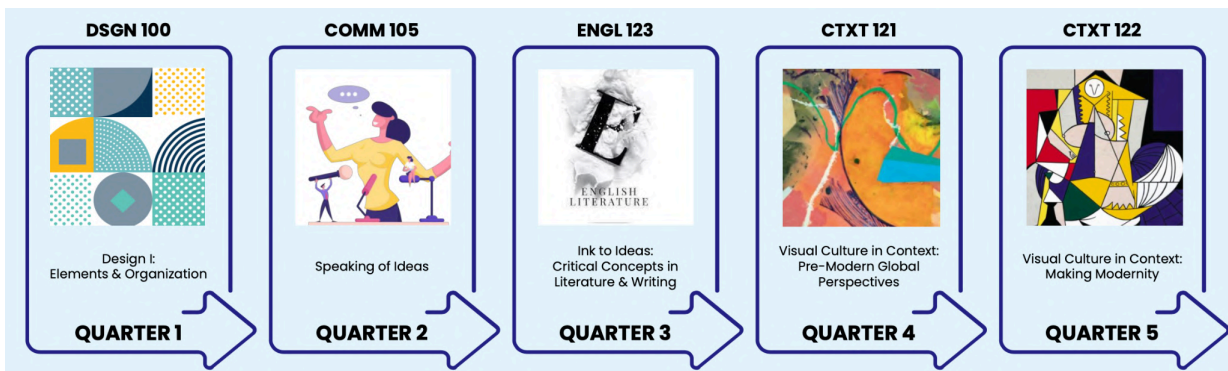 DSGN 100
Design I:
Elements & Organization
QUARTER 1
COMM 105
Speaking of Ideas
QUARTER 2
ENGL 123
E
ENGLISH
LITERATURE
Ink to Ideas:
Critical Concepts in
Literature & Writing
QUARTER 3
CTXT 121
Visual Culture in Context:
Pre-Modern Global
Perspectives
QUARTER 4
CTXT 122
Visual Culture in Context:
Making Modernity
QUARTER 5